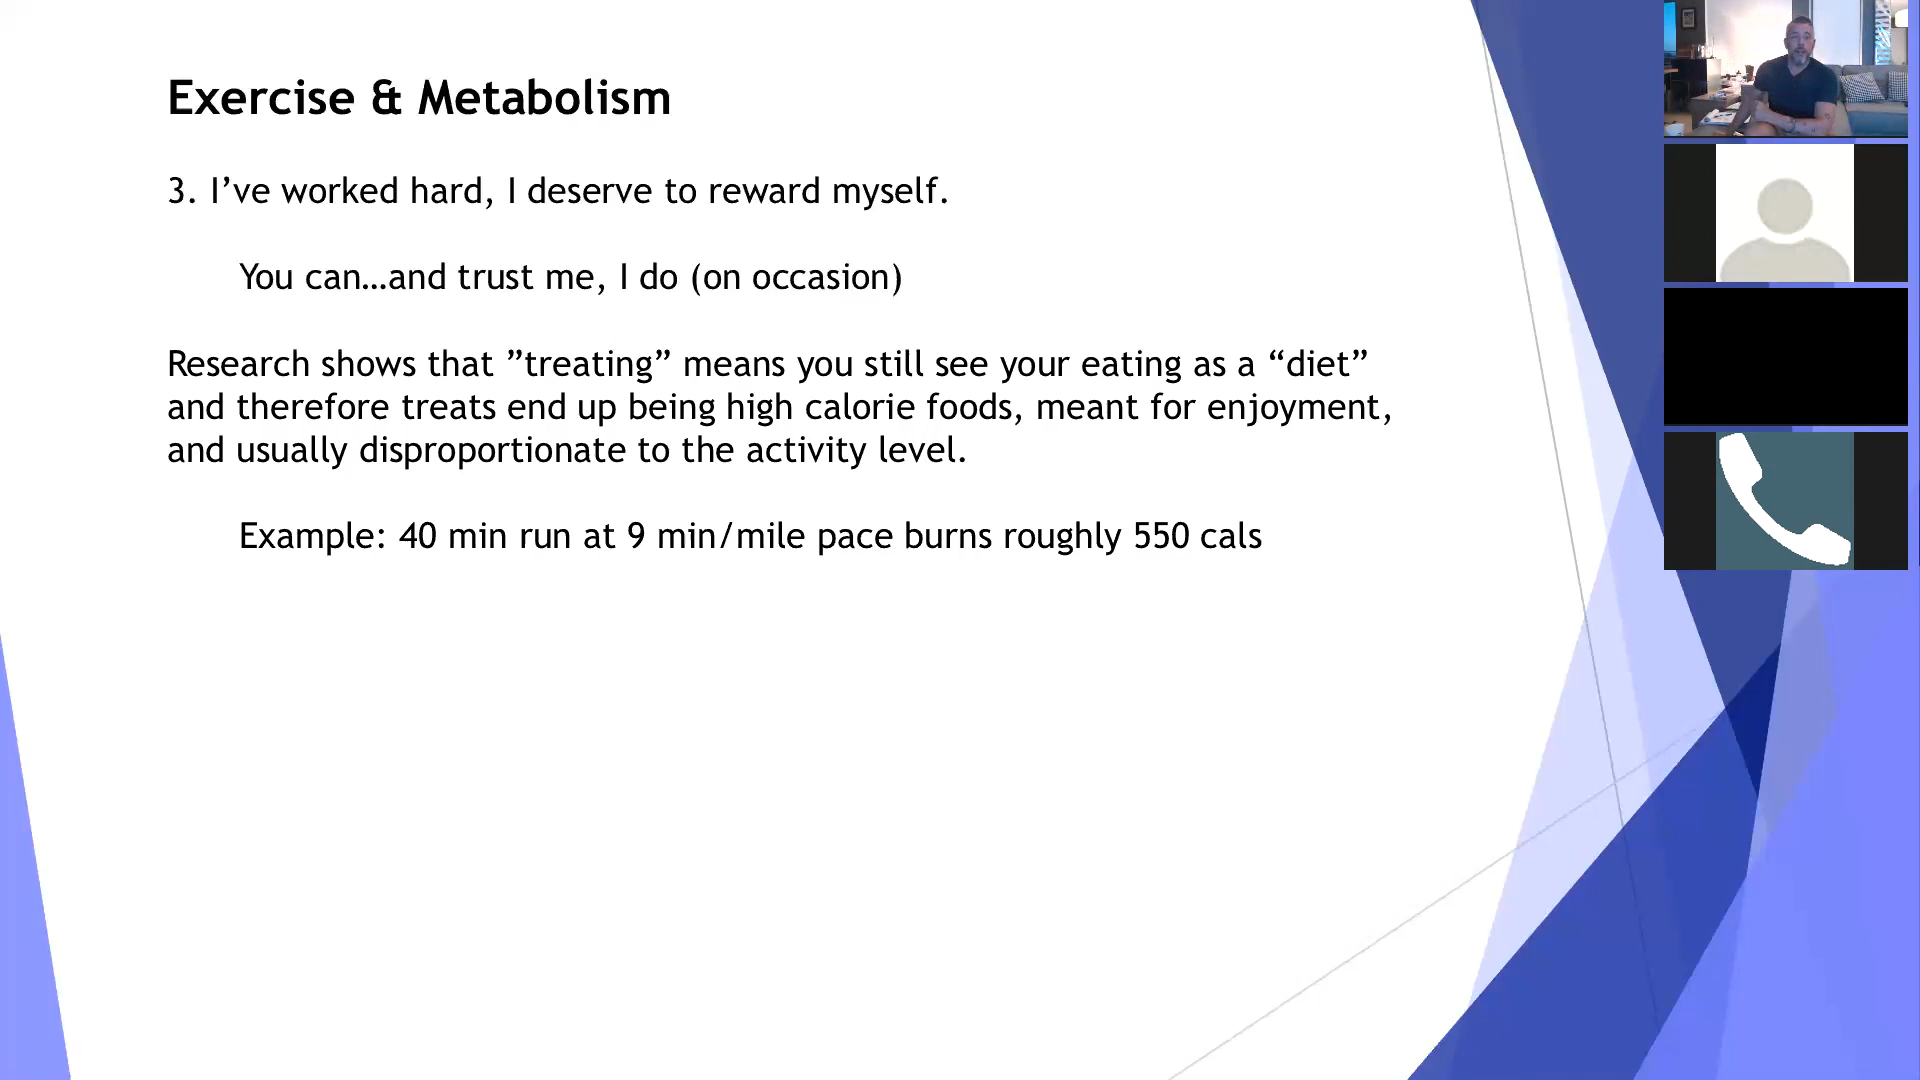 Exercise & Metabolism
3. I’ve worked hard, I deserve to reward myself.
You can…and trust me, I do (on occasion)
Research shows that ”treating” means you still see your eating as a “diet”
and therefore treats end up being high calorie foods, meant for enjoyment,
and usually disproportionate to the activity level.
Example: 40 min run at 9 min/mile pace burns roughly 550 cals